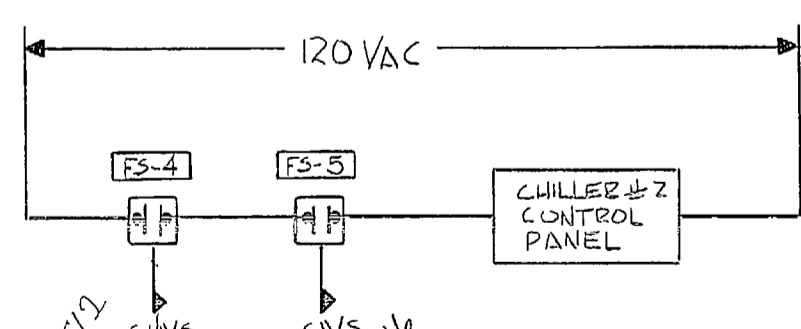 120 VAC
FS-4
FS-5
CHILLER #2
CONTROL
PANEL